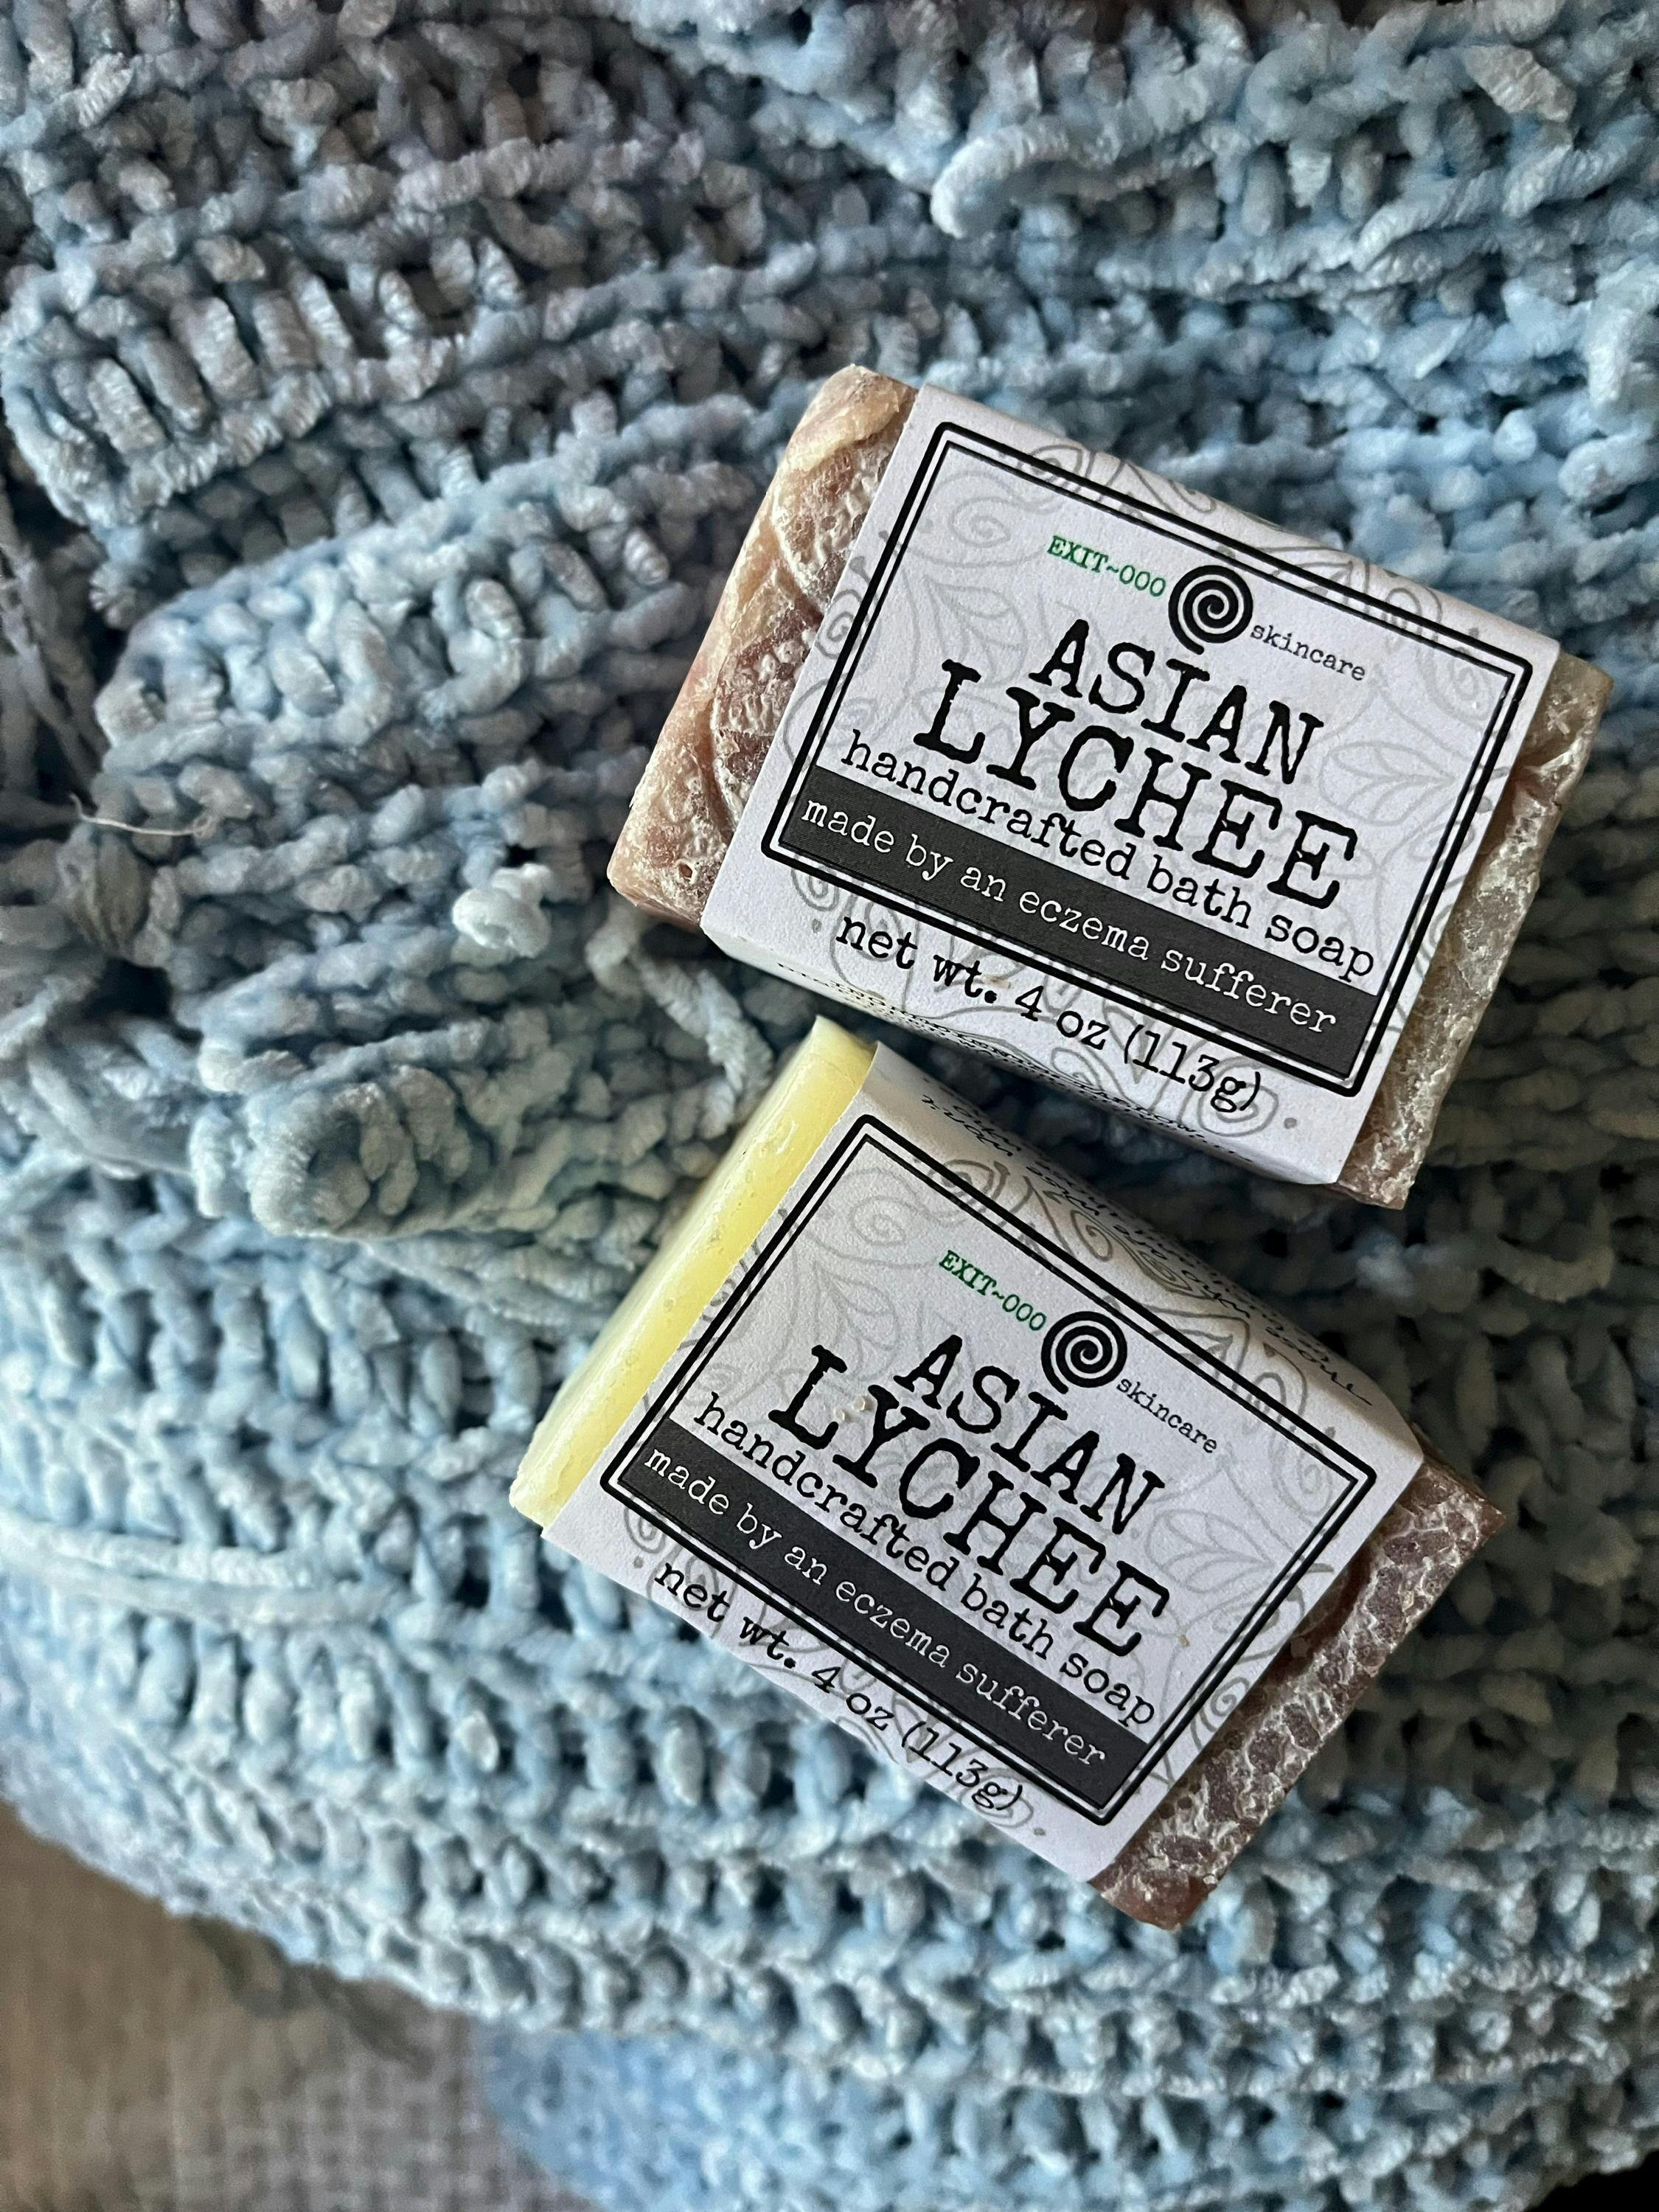 EXIT~000
skincare
ASIAN
LYCHEE
handcrafted bath soap
made by an eczema sufferer
net wt. 4 oz (113g)
EXIT~000
skincare
ASIAN
LYCHEE
handcrafted bath soap
made by an eczema sufferer
net wt. 4 oz (113g)